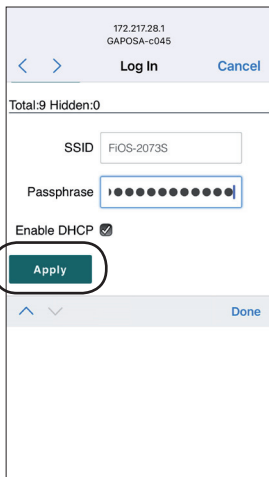 172.217.28.1
GAPOSA-c045
Log In Cancel
Total:9 Hidden:0
SSID FiOS-2073S
Passphrase
Enable DHCP
Apply
Done